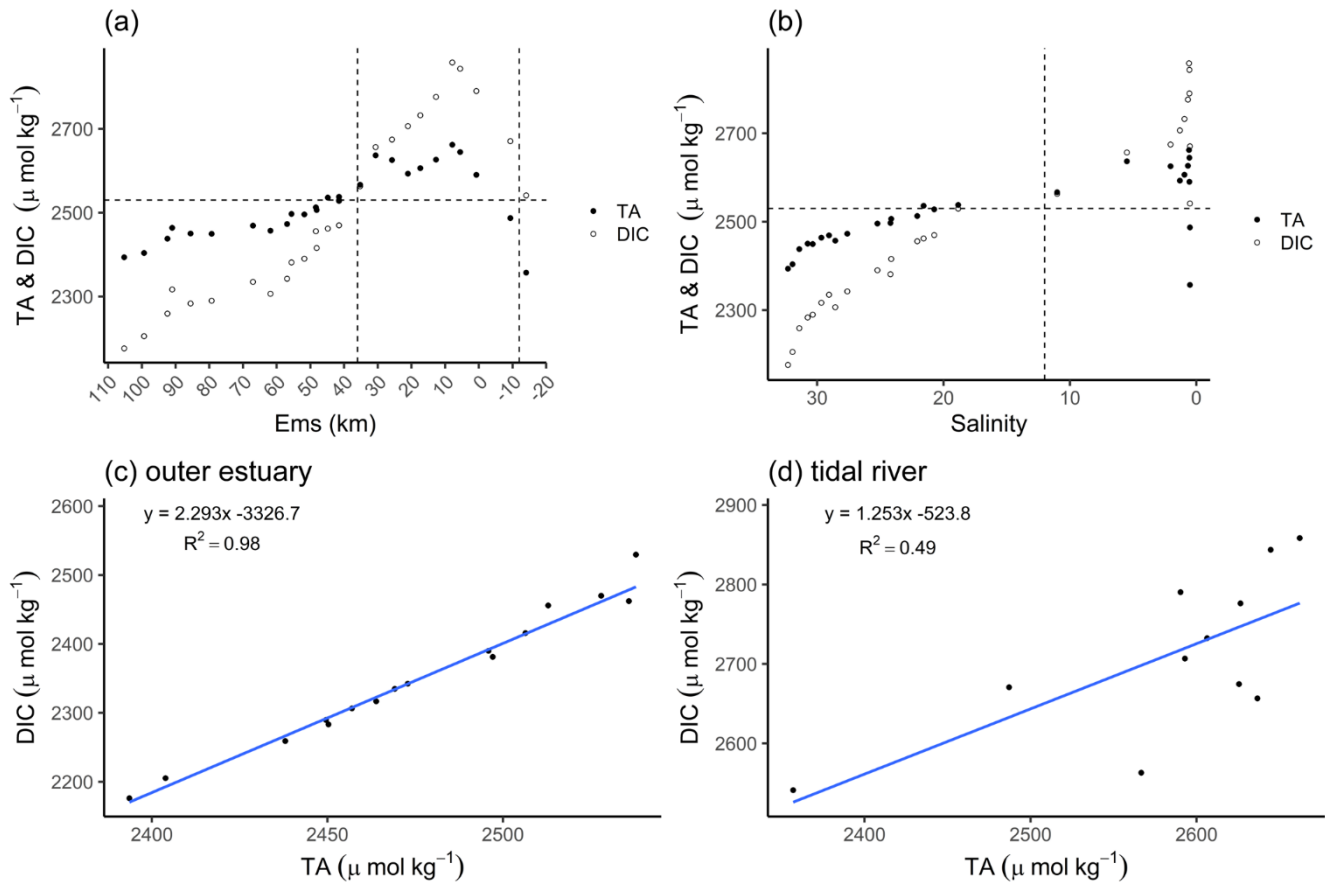 (a)
TA & DIC (μ mol kg⁻¹)
2700
2500
2300
110 100 90 80 70 60 50 40 30 20 10 0 -10 -20
Ems (km)
TA
DIC
(b)
TA & DIC (μ mol kg⁻¹)
2700
2500
2300
30 20 10 0
Salinity
TA
DIC
(c) outer estuary
y = 2.293x -3326.7
R² = 0.98
DIC (μ mol kg⁻¹)
2600
2500
2400
2300
2200
2400 2450 2500
TA (μ mol kg⁻¹)
(d) tidal river
y = 1.253x -523.8
R² = 0.49
DIC (μ mol kg⁻¹)
2900
2800
2700
2600
2400 2500 2600
TA (μ mol kg⁻¹)